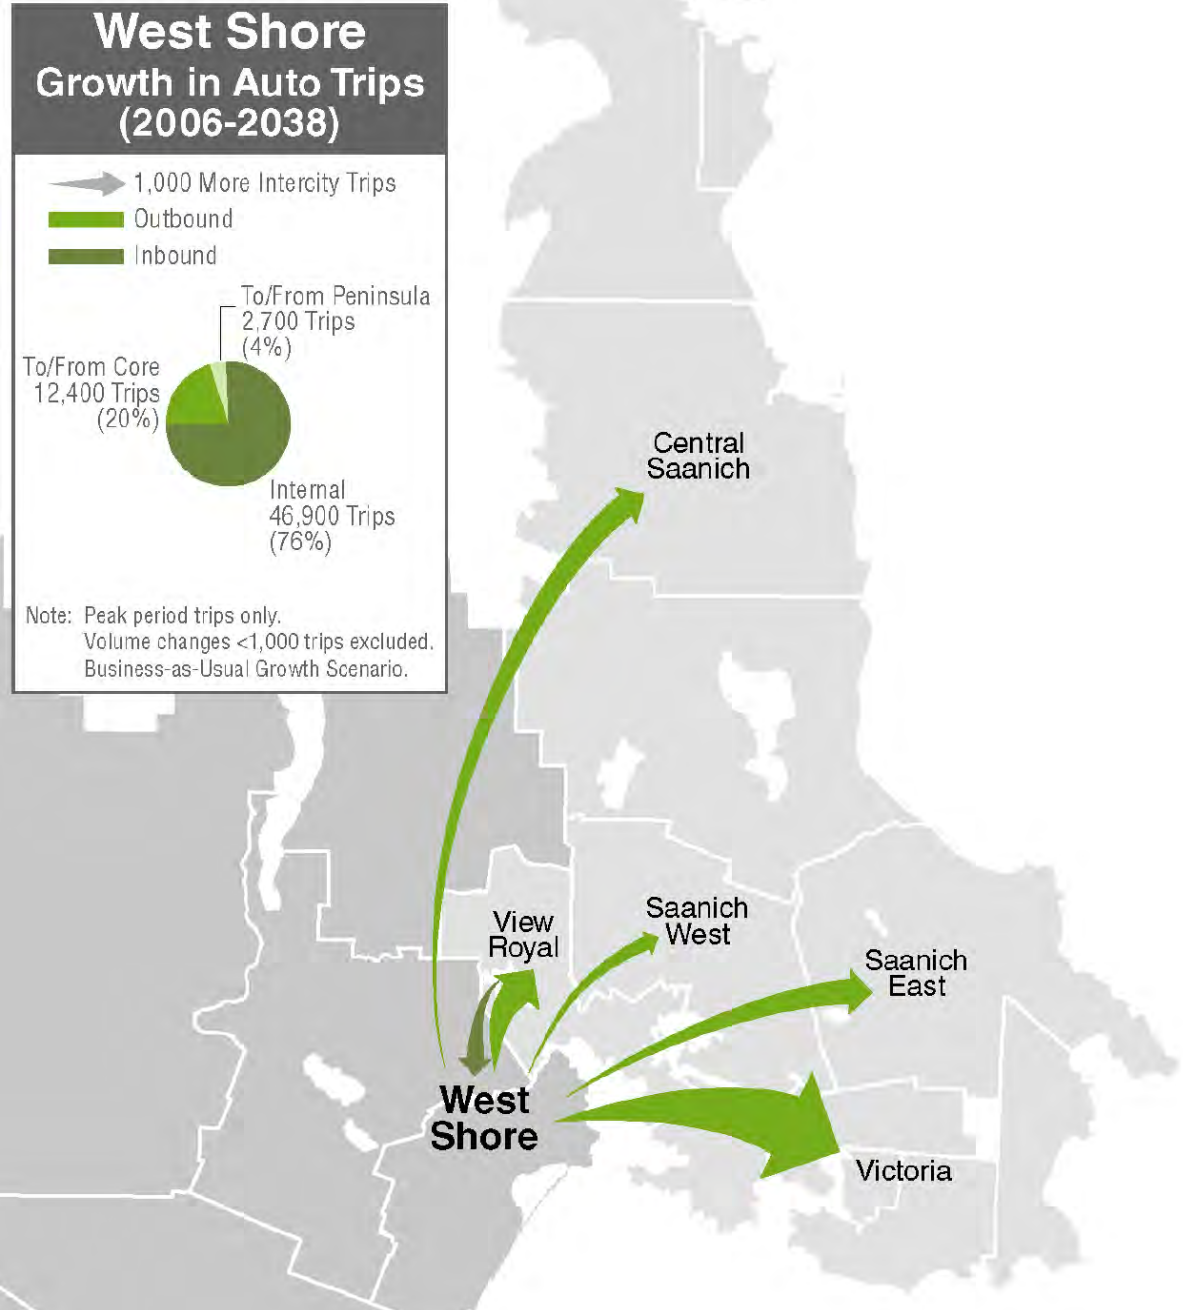 West Shore
Growth in Auto Trips
(2006-2038)
1,000 More Intercity Trips
Outbound
Inbound
To/From Peninsula
2,700 Trips
(4%)
To/From Core
12,400 Trips
(20%)
Internal
46,900 Trips
(76%)
Note: Peak period trips only.
Volume changes <1,000 trips excluded.
Business-as-Usual Growth Scenario.
Central
Saanich
View
Royal
Saanich
West
Saanich
East
West
Shore
Victoria